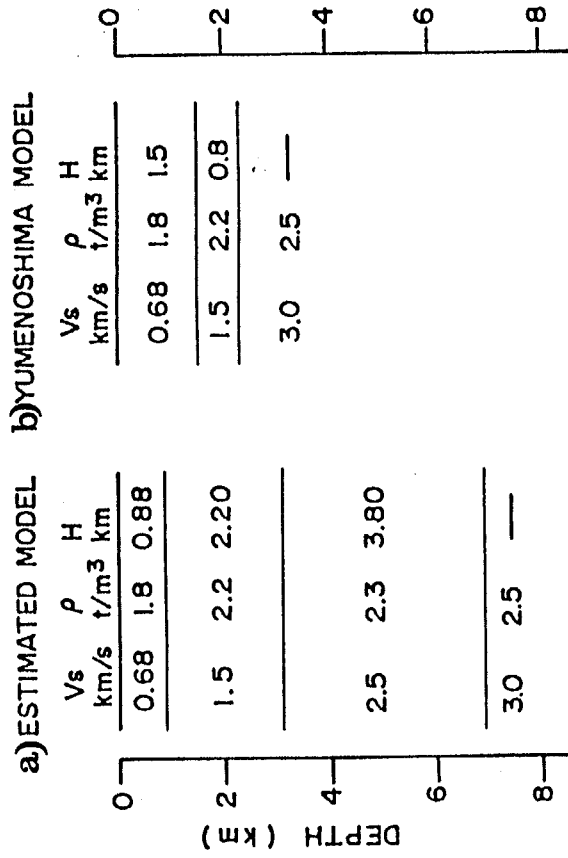 a) ESTIMATED MODEL
Vs ρ H
km/s t/m³ km
0.68 1.8 0.88
1.5 2.2 2.20
2.5 2.3 3.80
3.0 2.5 —
b) YUMENOSHIMA MODEL
Vs ρ H
km/s t/m³ km
0.68 1.8 1.5
1.5 2.2 0.8
3.0 2.5 —
DEPTH (km)
0
2
4
6
8
0
2
4
6
8